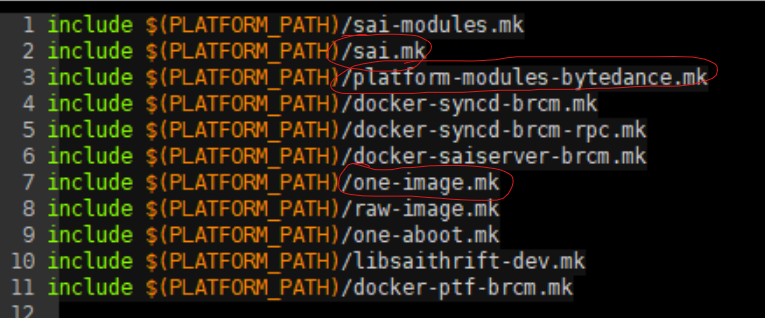 1 include $(PLATFORM_PATH)/sai-modules.mk
2 include $(PLATFORM_PATH)/sai.mk
3 include $(PLATFORM_PATH)/platform-modules-bytedance.mk
4 include $(PLATFORM_PATH)/docker-syncd-brcm.mk
5 include $(PLATFORM_PATH)/docker-syncd-brcm-rpc.mk
6 include $(PLATFORM_PATH)/docker-saiserver-brcm.mk
7 include $(PLATFORM_PATH)/one-image.mk
8 include $(PLATFORM_PATH)/raw-image.mk
9 include $(PLATFORM_PATH)/one-aboot.mk
10 include $(PLATFORM_PATH)/libsaithrift-dev.mk
11 include $(PLATFORM_PATH)/docker-ptf-brcm.mk
12